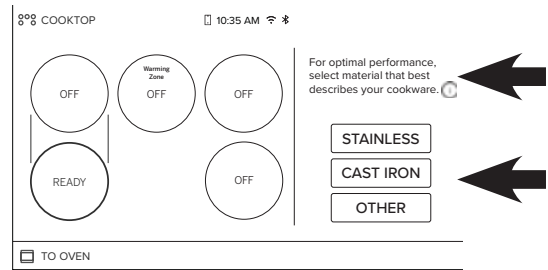 COOKTOP
10:35 AM
OFF
Warming
Zone
OFF
OFF
For optimal performance,
select material that best
describes your cookware.
READY
OFF
STAINLESS
CAST IRON
OTHER
TO OVEN